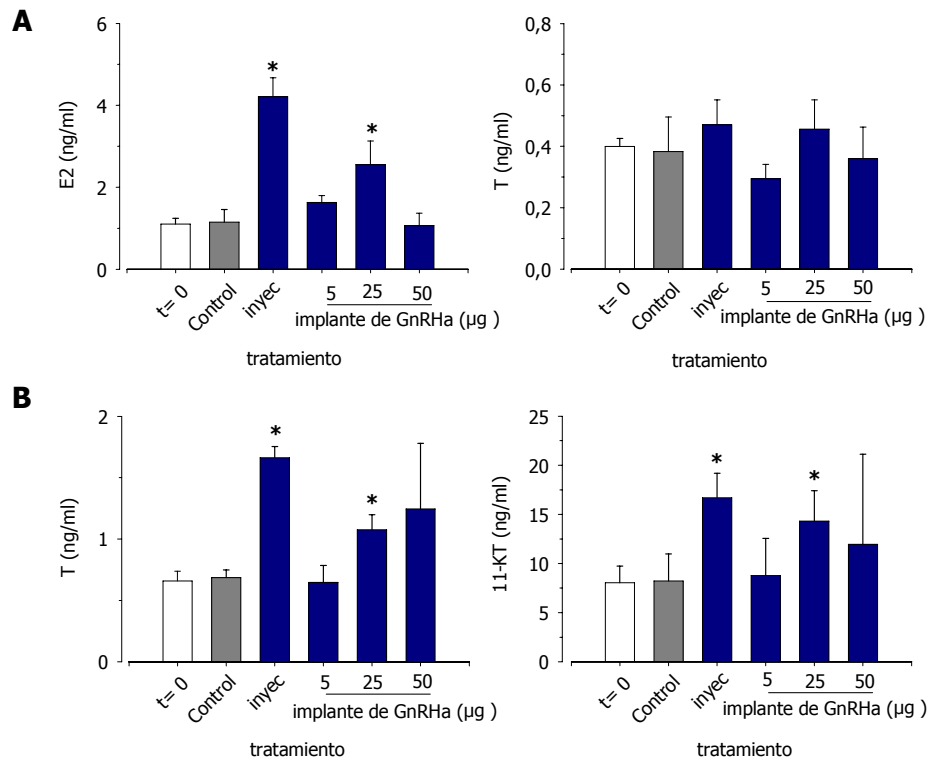 A
E2 (ng/ml)
6
4
2
0
t= 0
Control
inyec
5
25
50
implante de GnRHa (µg )
tratamiento
*
*
T (ng/ml)
0,8
0,6
0,4
0,2
0,0
t= 0
Control
inyec
5
25
50
implante de GnRHa (µg )
tratamiento
B
T (ng/ml)
2
1
0
t= 0
Control
inyec
5
25
50
implante de GnRHa (µg )
tratamiento
*
*
11-KT (ng/ml)
25
20
15
10
5
0
t= 0
Control
inyec
5
25
50
implante de GnRHa (µg )
tratamiento
*
*